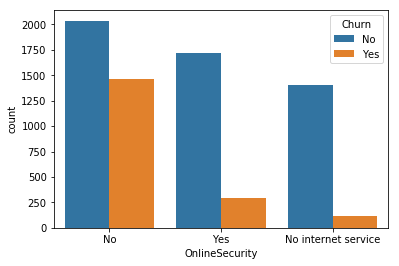 Churn
No
Yes
2000
1750
1500
1250
1000
750
500
250
0
count
No
Yes
No internet service
OnlineSecurity